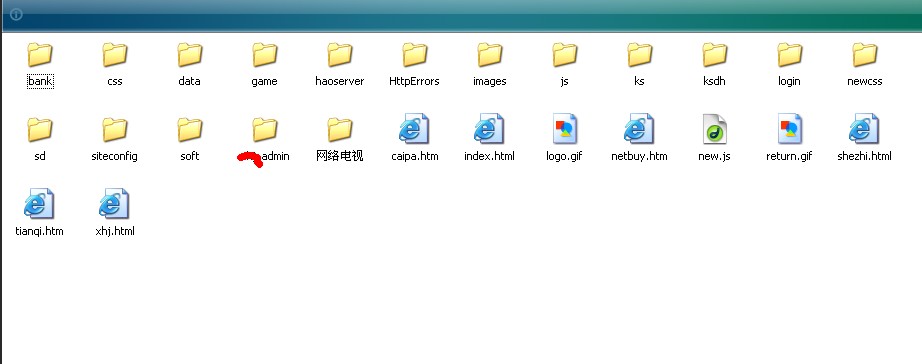 bank css data game haoserver HttpErrors images js ks ksdh login newcss
sd siteconfig soft admin 网络电视 caipa.htm index.html logo.gif netbuy.htm new.js return.gif shezhi.html
tianqi.htm xhj.html